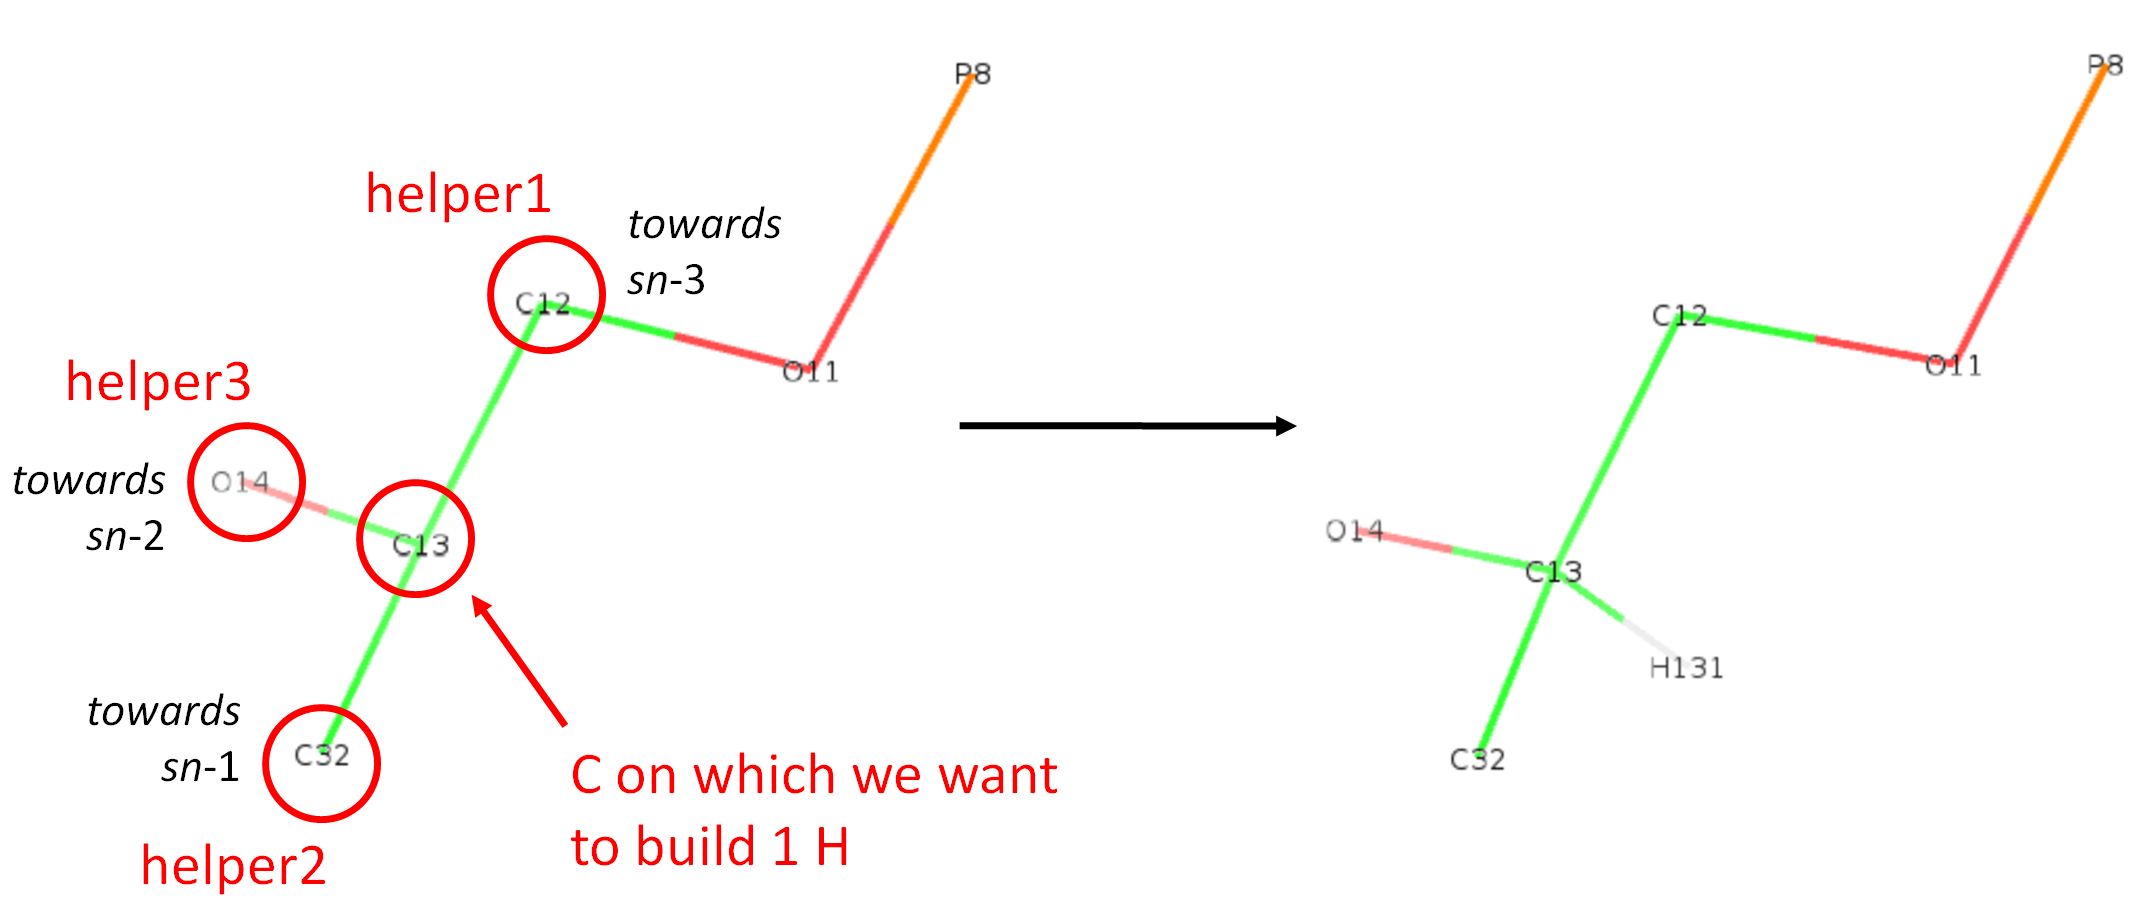 P8
helper1
towards
sn-3
C12
O11
helper3
O14
towards
sn-2
C13
towards
sn-1
C32
helper2
C on which we want
to build 1 H
P8
C12
O11
O14
C13
H131
C32